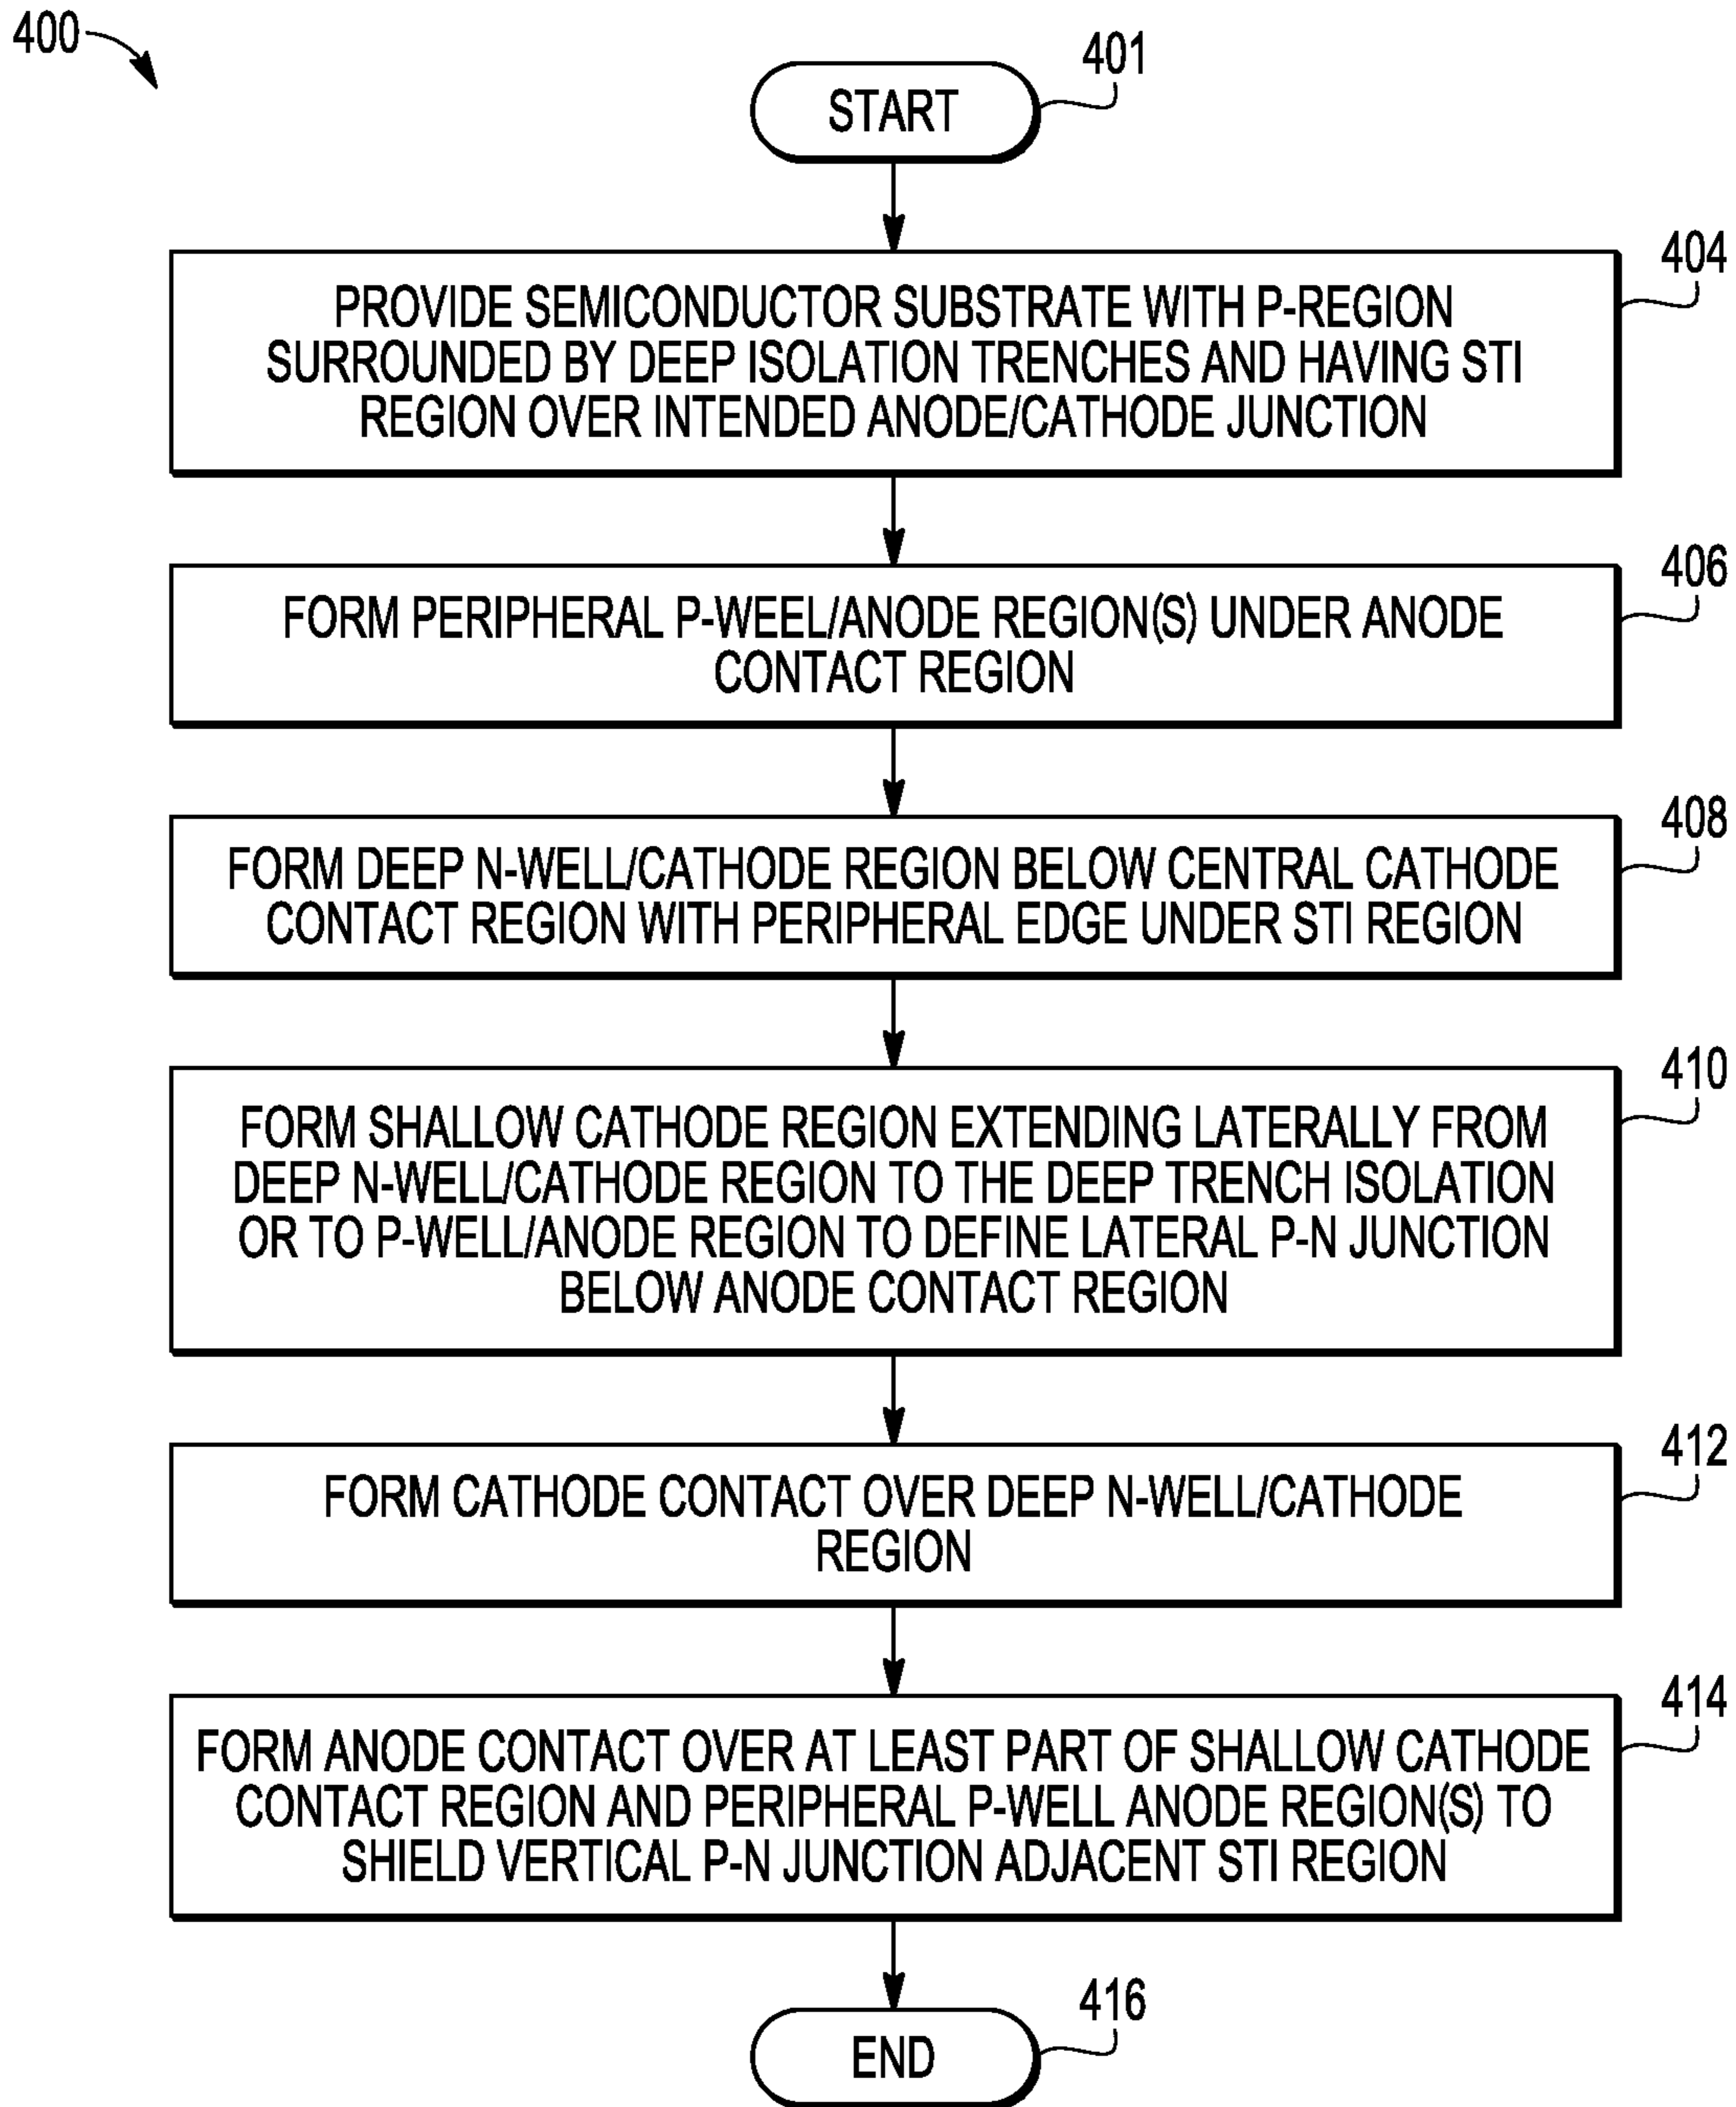 400
401
START
404
PROVIDE SEMICONDUCTOR SUBSTRATE WITH P-REGION
SURROUNDED BY DEEP ISOLATION TRENCHES AND HAVING STI
REGION OVER INTENDED ANODE/CATHODE JUNCTION
406
FORM PERIPHERAL P-WEEL/ANODE REGION(S) UNDER ANODE
CONTACT REGION
408
FORM DEEP N-WELL/CATHODE REGION BELOW CENTRAL CATHODE
CONTACT REGION WITH PERIPHERAL EDGE UNDER STI REGION
410
FORM SHALLOW CATHODE REGION EXTENDING LATERALLY FROM
DEEP N-WELL/CATHODE REGION TO THE DEEP TRENCH ISOLATION
OR TO P-WELL/ANODE REGION TO DEFINE LATERAL P-N JUNCTION
BELOW ANODE CONTACT REGION
412
FORM CATHODE CONTACT OVER DEEP N-WELL/CATHODE
REGION
414
FORM ANODE CONTACT OVER AT LEAST PART OF SHALLOW CATHODE
CONTACT REGION AND PERIPHERAL P-WELL ANODE REGION(S) TO
SHIELD VERTICAL P-N JUNCTION ADJACENT STI REGION
416
END